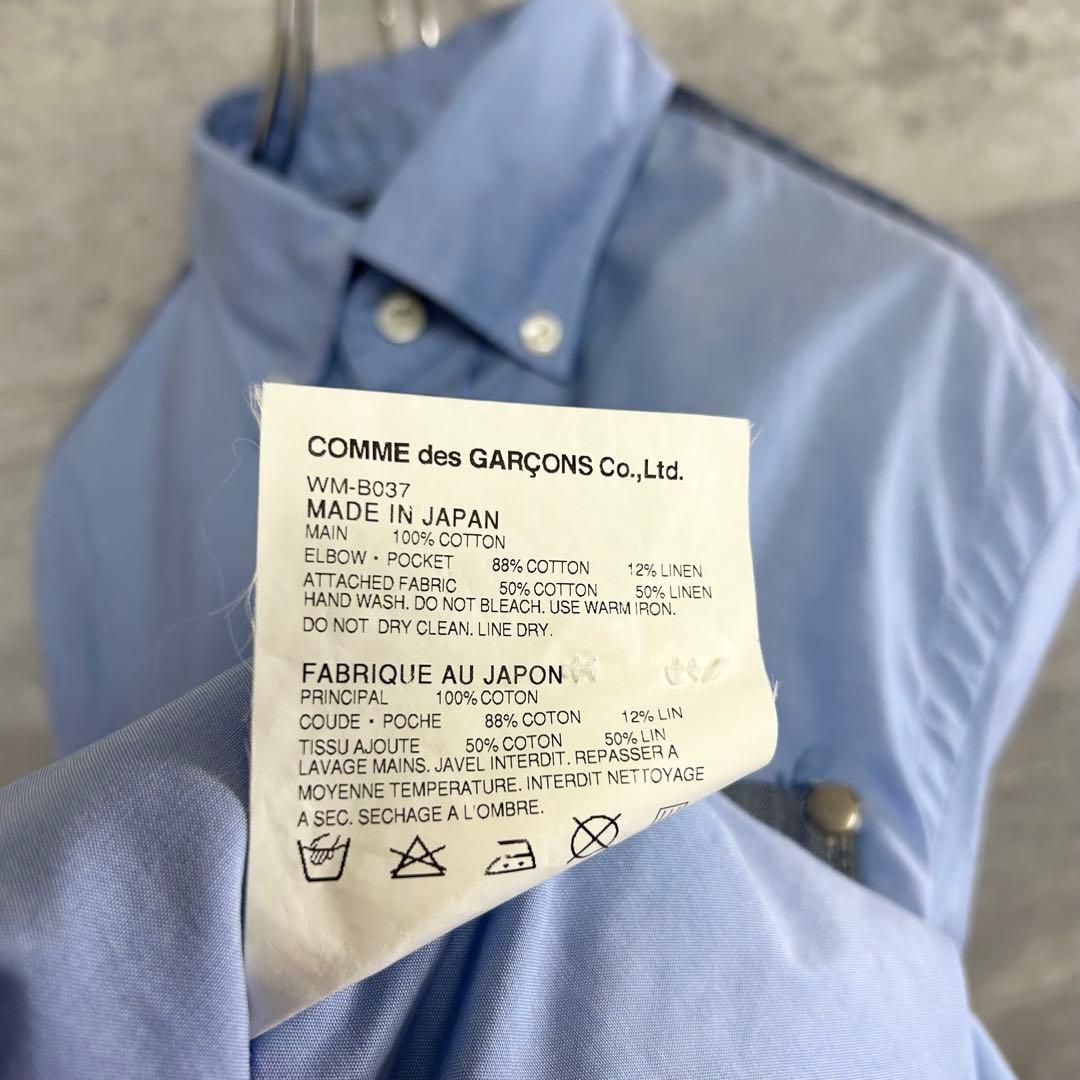 COMME des GARÇONS Co.,Ltd.
WM-B037
MADE IN JAPAN
MAIN 100% COTTON
ELBOW・POCKET 88% COTTON 12% LINEN
ATTACHED FABRIC 50% COTTON 50% LINEN
HAND WASH. DO NOT BLEACH. USE WARM IRON.
DO NOT DRY CLEAN. LINE DRY.
FABRIQUE AU JAPON
PRINCIPAL 100% COTON
COUDE・POCHE 88% COTON 12% LIN
TISSU AJOUTE 50% COTON 50% LIN
LAVAGE MAINS. JAVEL INTERDIT. REPASSER A
MOYENNE TEMPERATURE. INTERDIT NETTOYAGE
A SEC. SECHAGE A L'OMBRE.